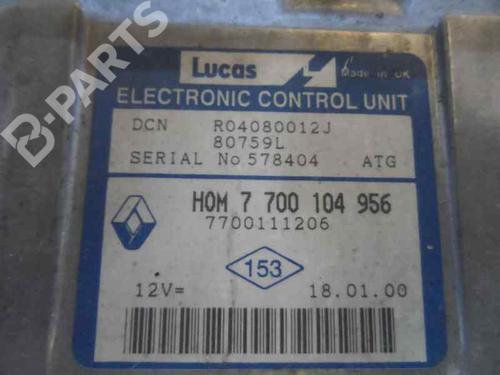 Lucas
Made in UK
ELECTRONIC CONTROL UNIT
DCN R04080012J
80759L
SERIAL No 578404 ATG
HOM 7 700 104 956
7700111206
153
12V= 18.01.00
B-PARTS